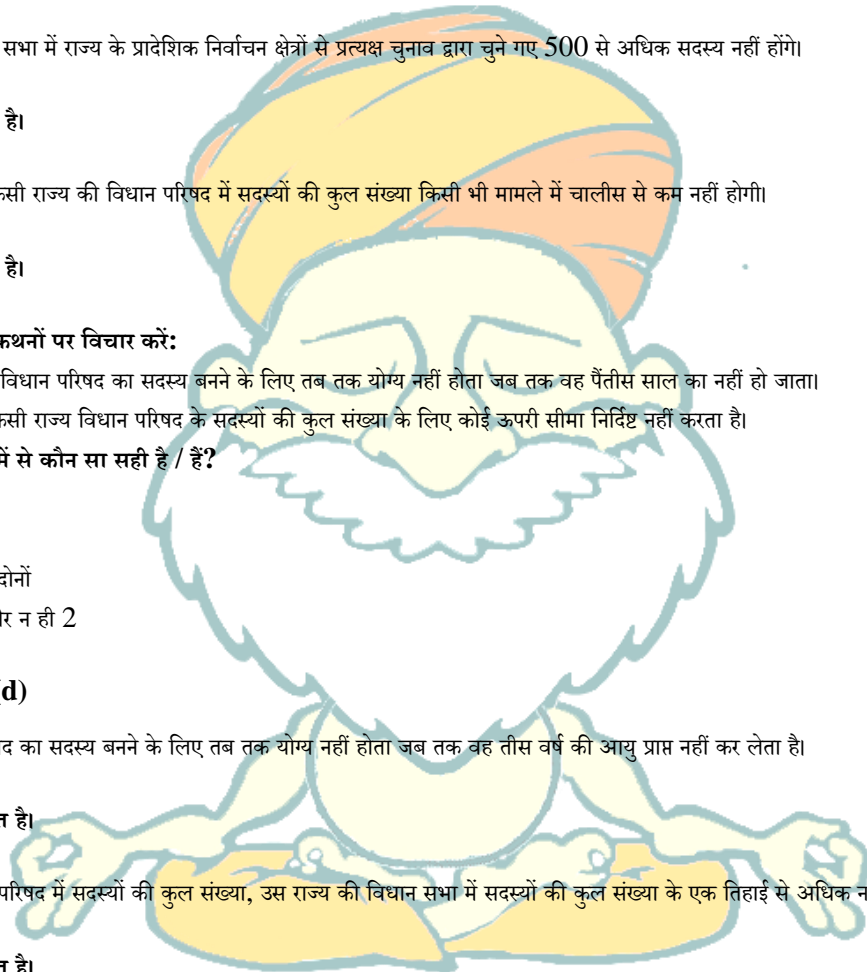 सभा में राज्य के प्रादेशिक निर्वाचन क्षेत्रों से प्रत्यक्ष चुनाव द्वारा चुने गए 500 से अधिक सदस्य नहीं होंगे।
है।
राज्य की विधान परिषद में सदस्यों की कुल संख्या किसी भी मामले में चालीस से कम नहीं होगी।
है।
कथनों पर विचार करें:
विधान परिषद का सदस्य बनने के लिए तब तक योग्य नहीं होता जब तक वह पैंतीस साल का नहीं हो जाता।
राज्य विधान परिषद के सदस्यों की कुल संख्या के लिए कोई ऊपरी सीमा निर्दिष्ट नहीं करता है।
में से कौन सा सही है / हैं?
दोनों
न ही 2
d)
का सदस्य बनने के लिए तब तक योग्य नहीं होता जब तक वह तीस वर्ष की आयु प्राप्त नहीं कर लेता है।
है।
परिषद में सदस्यों की कुल संख्या, उस राज्य की विधान सभा में सदस्यों की कुल संख्या के एक तिहाई से अधिक
है।